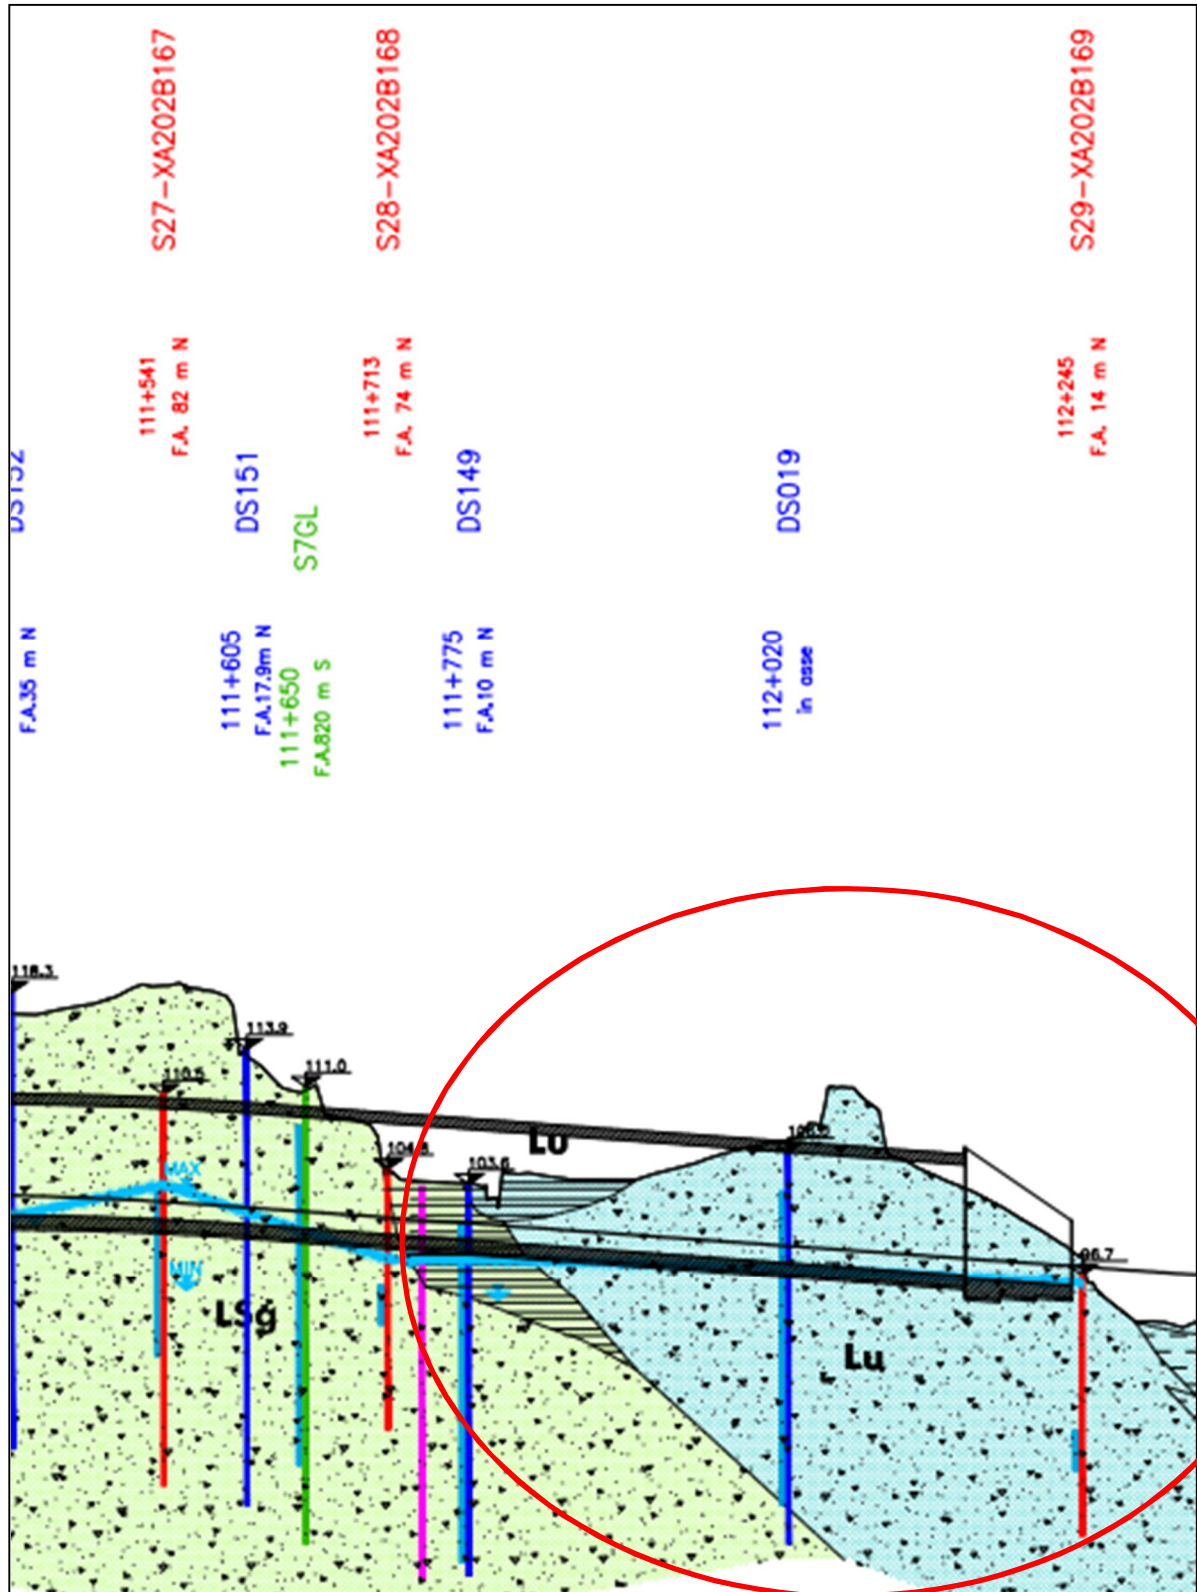 S27-XA202B167
S28-XA202B168
S29-XA202B169
111+541
F.A. 82 m N
111+713
F.A. 74 m N
112+245
F.A. 14 m N
DS151
S7GL
DS149
DS019
F.A.35 m N
111+605
F.A.17.9m N
111+650
F.A.820 m S
111+775
F.A.10 m N
112+020
in asse
118.3
113.9
111.0
110.5
103.6
96.7
Lu
MAX
MIN
LSg
Lu